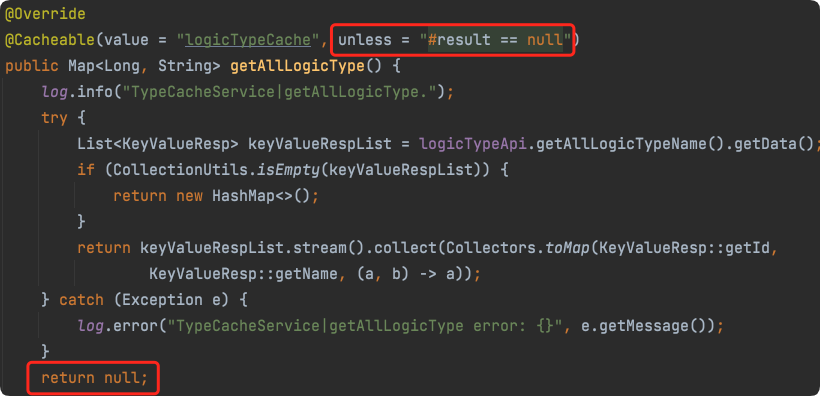 @Override
@Cacheable(value = "logicTypeCache", unless = "#result == null")
public Map<Long, String> getAllLogicType() {
log.info("TypeCacheService|getAllLogicType.");
try {
List<KeyValueResp> keyValueRespList = logicTypeApi.getAllLogicTypeName().getData();
if (CollectionUtils.isEmpty(keyValueRespList)) {
return new HashMap<>();
}
return keyValueRespList.stream().collect(Collectors.toMap(KeyValueResp::getId,
KeyValueResp::getName, (a, b) -> a));
} catch (Exception e) {
log.error("TypeCacheService|getAllLogicType error: {}", e.getMessage());
}
return null;